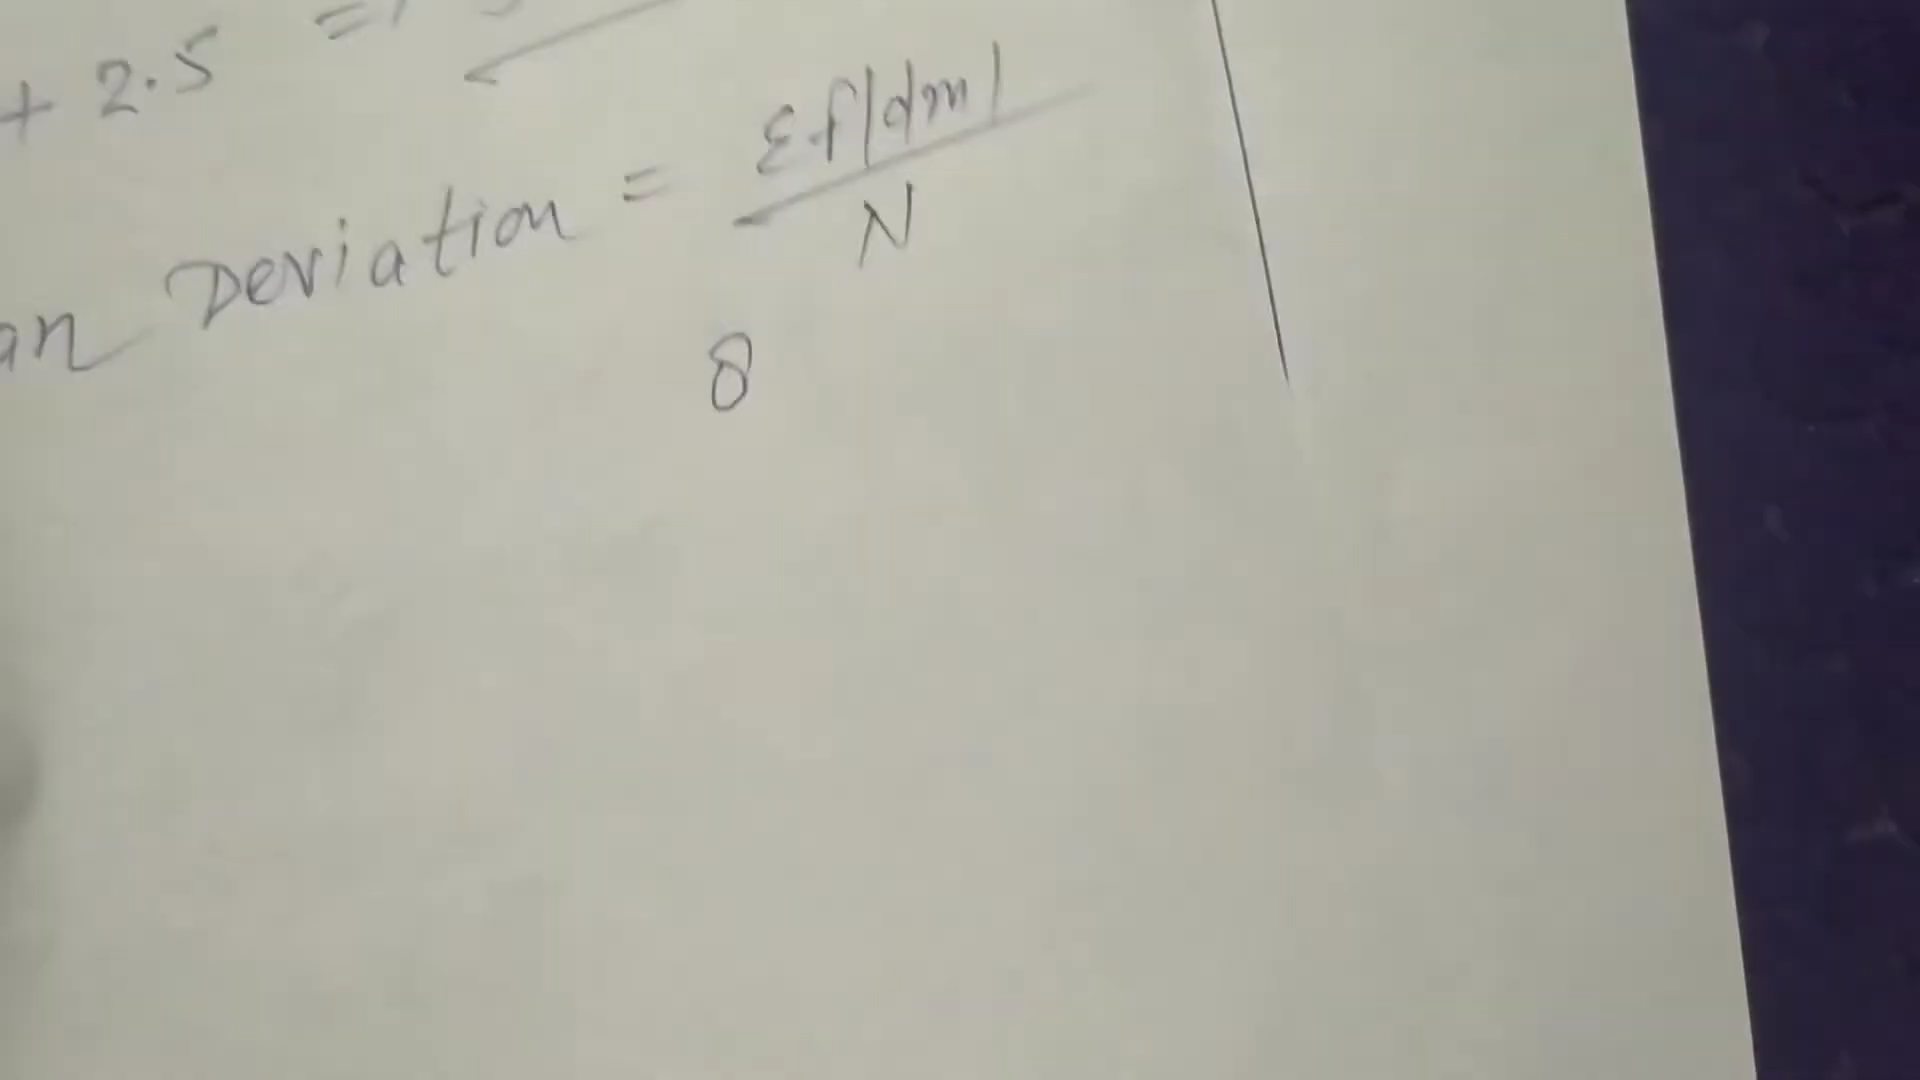 + 2.5 =
an Deviation = Σf|dm| / N
8